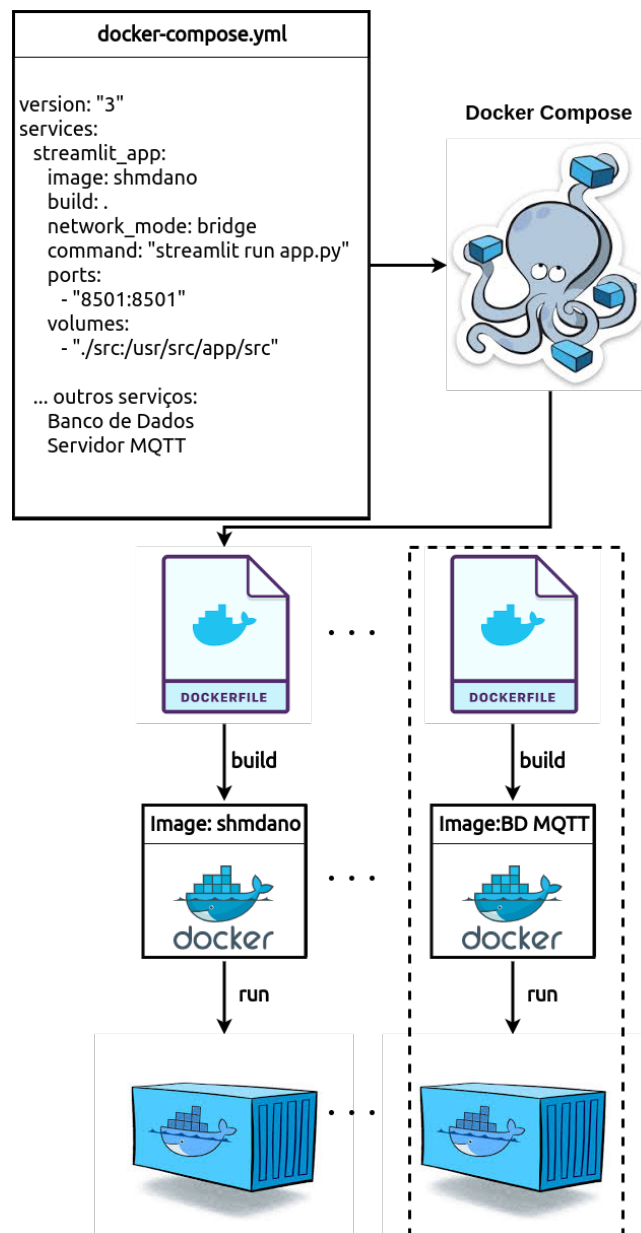 docker-compose.yml
version: "3"
services:
streamlit_app:
image: shmdano
build: .
network_mode: bridge
command: "streamlit run app.py"
ports:
- "8501:8501"
volumes:
- "./src:/usr/src/app/src"
... outros serviços:
Banco de Dados
Servidor MQTT
Docker Compose
DOCKERFILE
. . .
DOCKERFILE
build
build
Image: shmdano
Image:BD MQTT
docker
. . .
docker
run
run
. . .